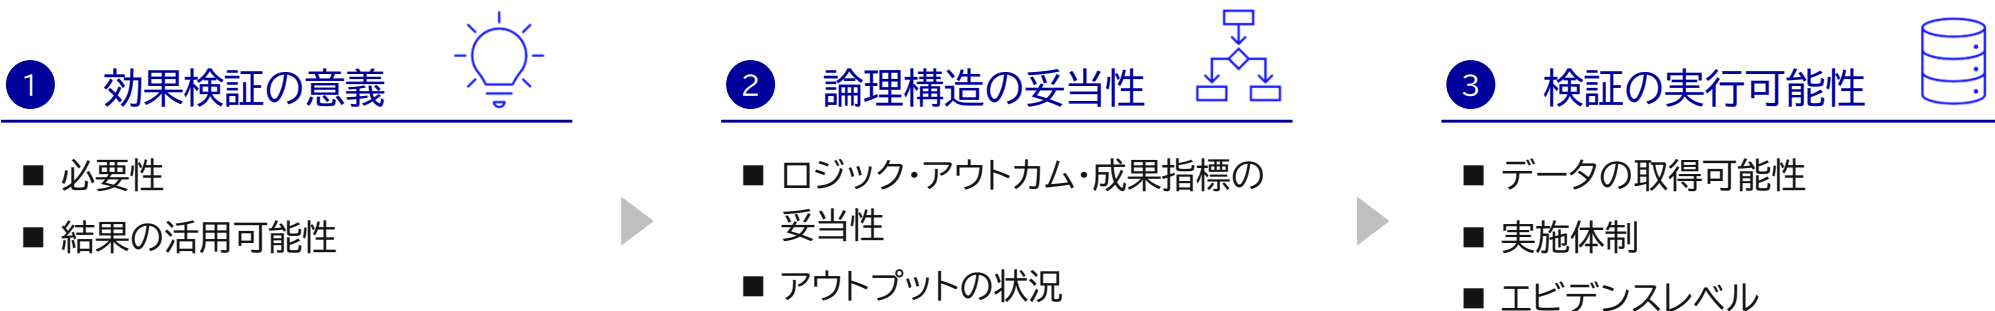 1 効果検証の意義
■ 必要性
■ 結果の活用可能性
2 論理構造の妥当性
■ ロジック・アウトカム・成果指標の
妥当性
■ アウトプットの状況
3 検証の実行可能性
■ データの取得可能性
■ 実施体制
■ エビデンスレベル